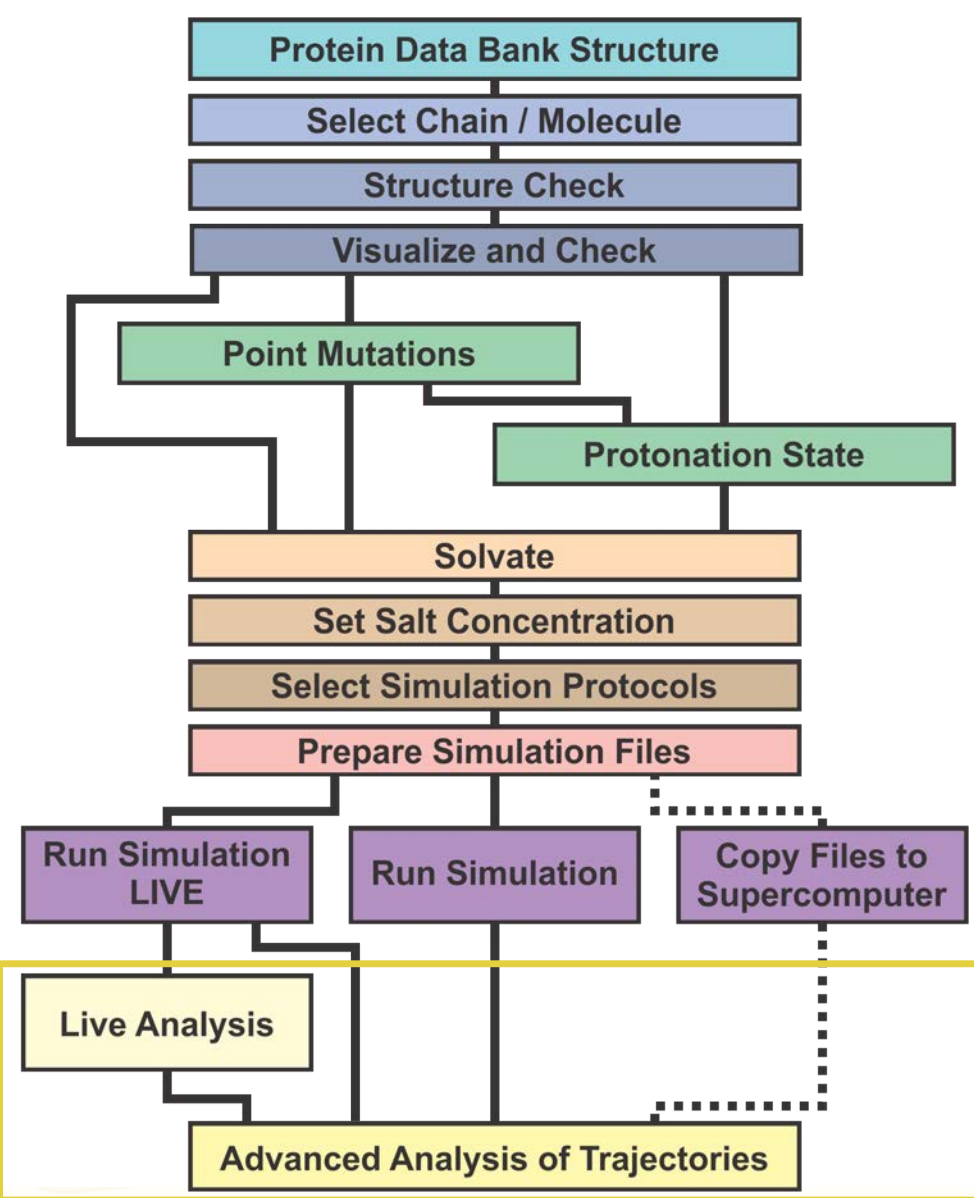 Protein Data Bank Structure
Select Chain / Molecule
Structure Check
Visualize and Check
Point Mutations
Protonation State
Solvate
Set Salt Concentration
Select Simulation Protocols
Prepare Simulation Files
Run Simulation
LIVE
Run Simulation
Copy Files to
Supercomputer
Live Analysis
Advanced Analysis of Trajectories